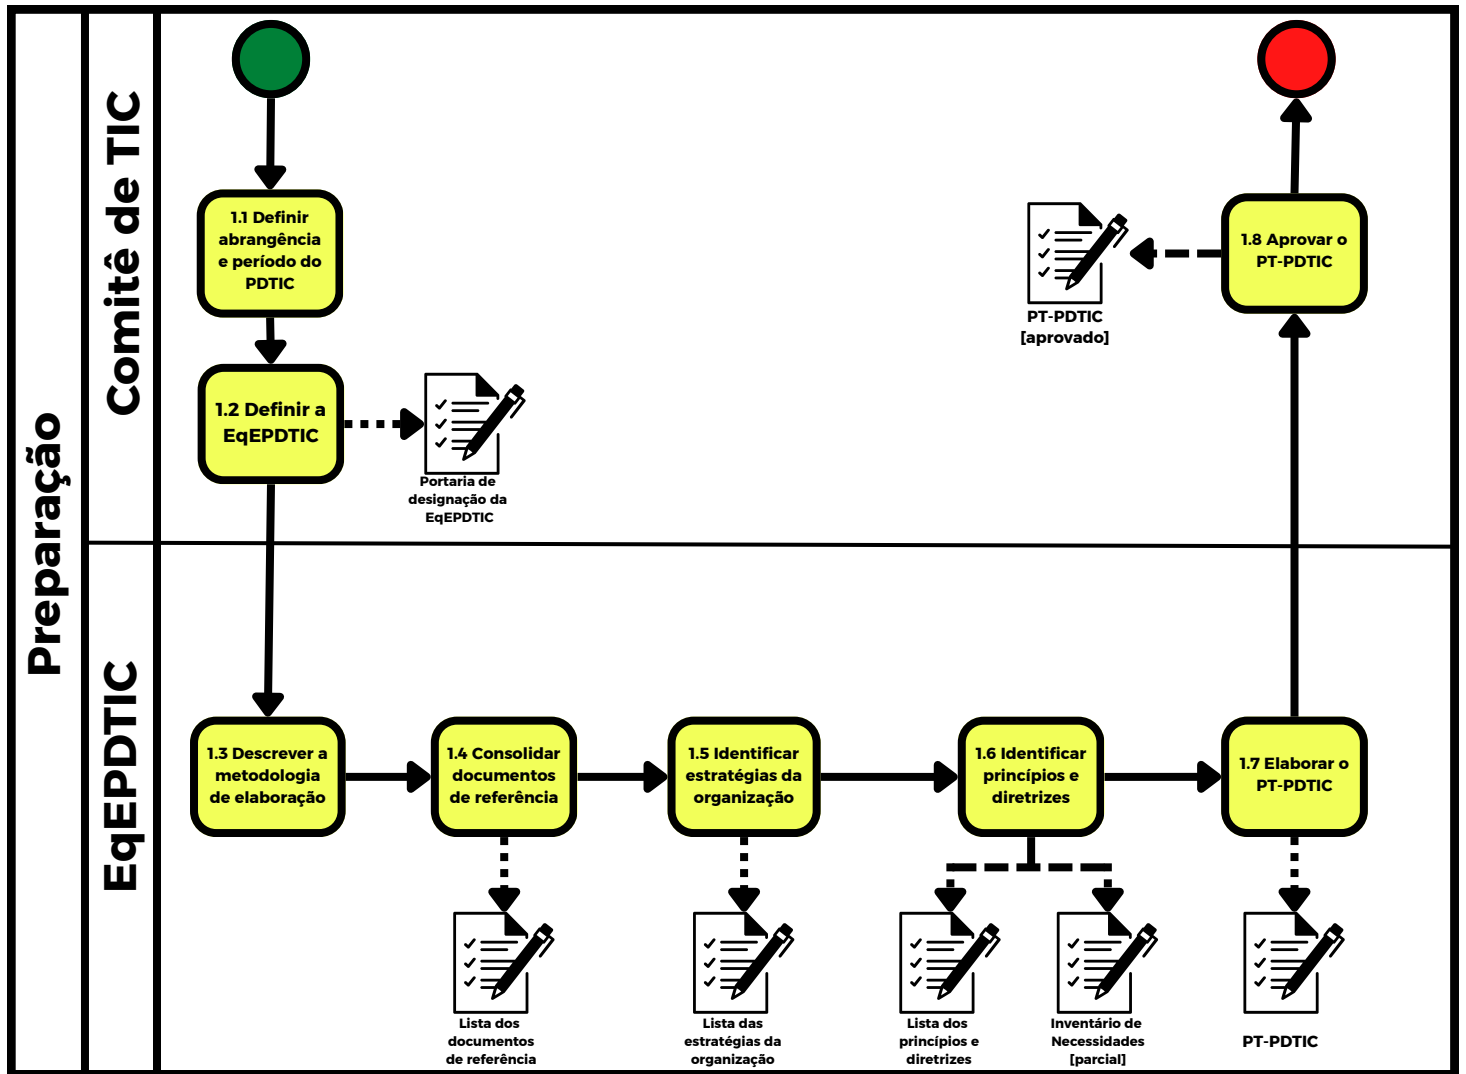 Preparação
Comitê de TIC
1.1 Definir
abrangência
e período do
PDTIC
1.2 Definir a
EqEPDTIC
Portaria de
designação da
EqEPDTIC
1.8 Aprovar o
PT-PDTIC
PT-PDTIC
[aprovado]
EqEPDTIC
1.3 Descrever a
metodologia
de elaboração
1.4 Consolidar
documentos
de referência
1.5 Identificar
estratégias da
organização
1.6 Identificar
princípios e
diretrizes
1.7 Elaborar o
PT-PDTIC
Lista dos
documentos
de referência
Lista das
estratégias da
organização
Lista dos
princípios e
diretrizes
Inventário de
Necessidades
[parcial]
PT-PDTIC